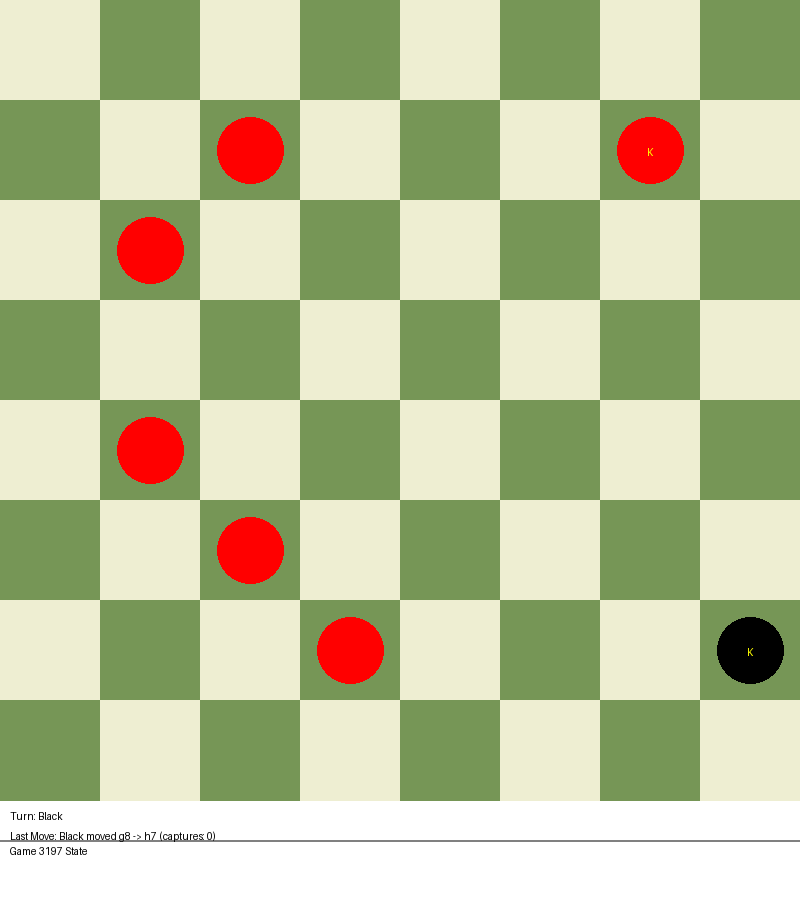 K
K
Turn: Black
Last Move: Black moved g8 -> h7 (captures: 0)
Game 3197 State